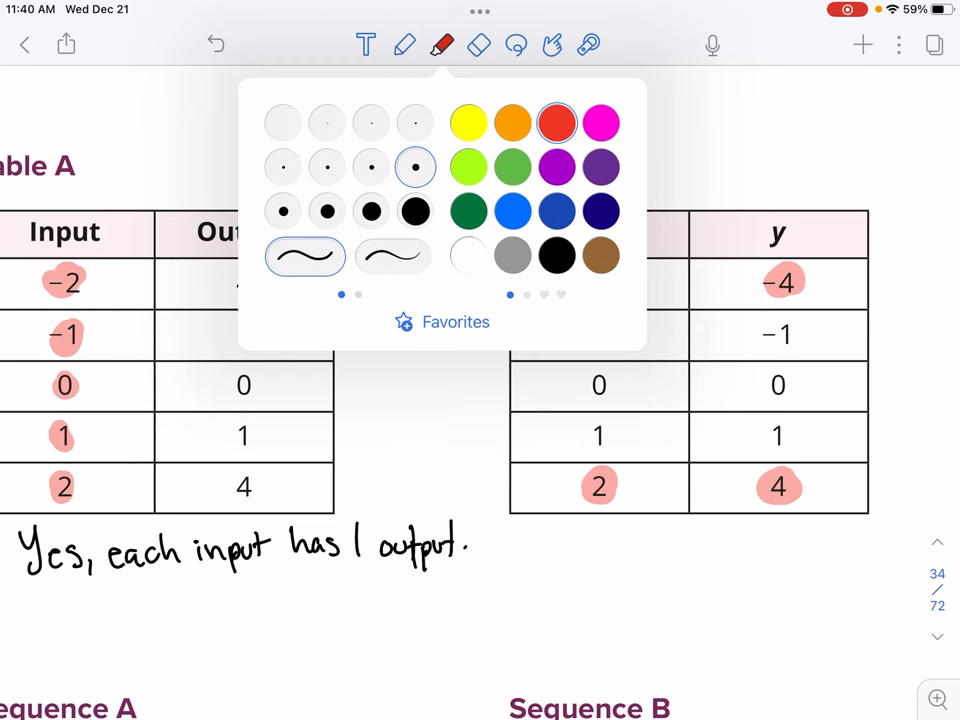 11:40 AM Wed Dec 21
59%
T
able A
Input Out
y
−2
−4
−1
−1
0 0
0 0
1 1
1 1
2 4
2 4
Favorites
Yes, each input has 1 output.
34
/
72
equence A
Sequence B